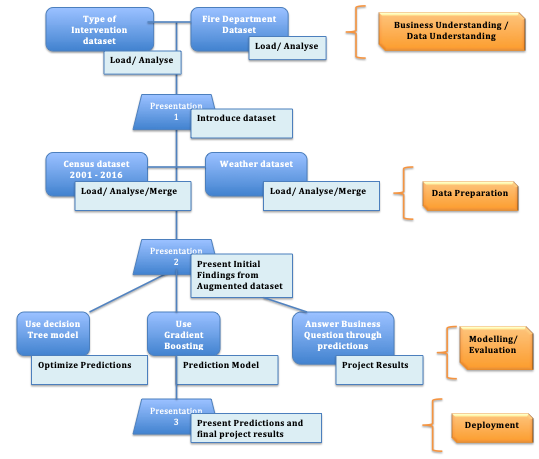 Type of
Intervention
dataset
Load/ Analyse
Fire Department
Dataset
Load/ Analyse
Business Understanding /
Data Understanding
Presentation
1
Introduce dataset
Census dataset
2001 - 2016
Load/ Analyse/Merge
Weather dataset
Load/ Analyse/Merge
Data Preparation
Presentation
2
Present Initial
Findings from
Augmented dataset
Use decision
Tree model
Optimize Predictions
Use
Gradient
Boosting
Prediction Model
Answer Business
Question through
predictions
Project Results
Modelling/
Evaluation
Presentation
3
Present Predictions and
final project results
Deployment